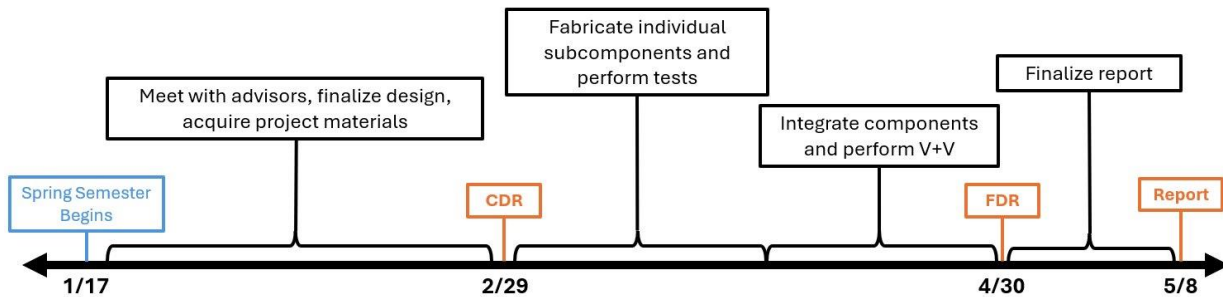 Fabricate individual
subcomponents and
perform tests
Finalize report
Meet with advisors, finalize design,
acquire project materials
Integrate components
and perform V+V
Spring Semester
Begins
CDR
FDR
Report
1/17
2/29
4/30
5/8